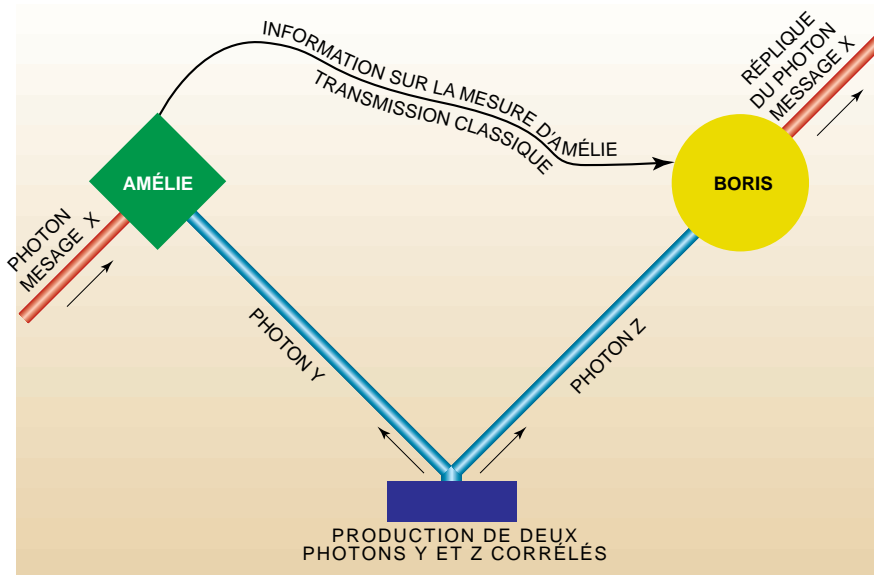 INFORMATION SUR LA MESURE D'AMÉLIE
TRANSMISSION CLASSIQUE
RÉPLIQUE
DU PHOTON
MESSAGE X
AMÉLIE
BORIS
PHOTON
MESAGE X
PHOTON Y
PHOTON Z
PRODUCTION DE DEUX
PHOTONS Y ET Z CORRÉLÉS